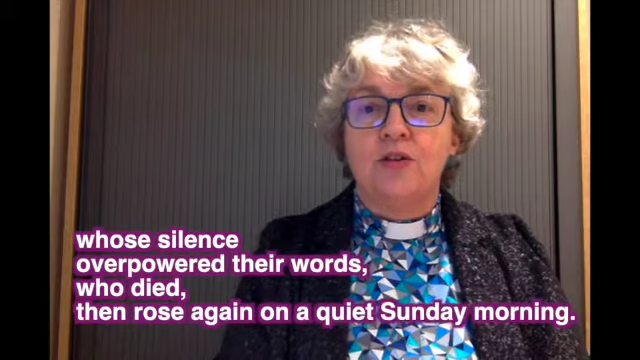 whose silence
overpowered their words,
who died,
then rose again on a quiet Sunday morning.